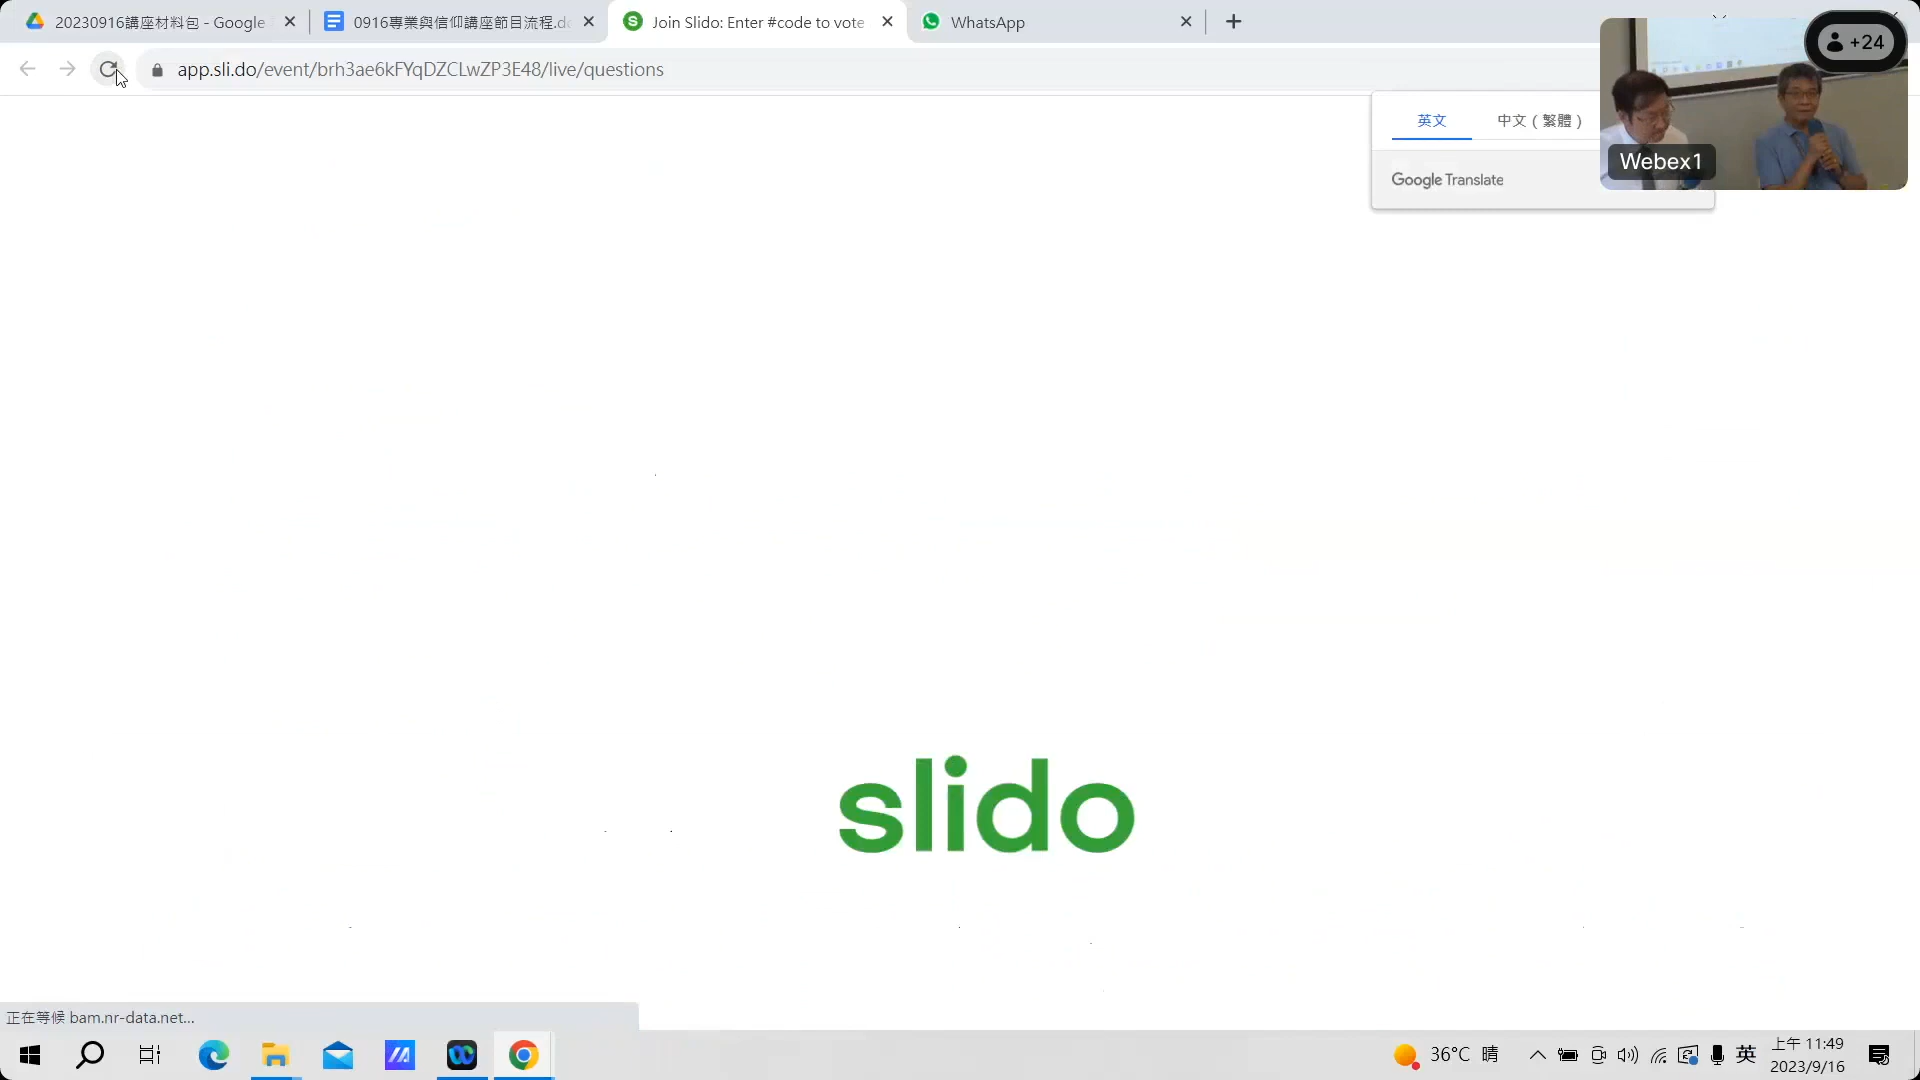 20230916講座材料包 - Google
0916專業與信仰講座節目流程.do
Join Slido: Enter #code to vote
WhatsApp
app.sli.do/event/brh3ae6kFYqDZCLwZP3E48/live/questions
+24
英文
中文 ( 繁體 )
Webex1
Google Translate
slido
正在等候 bam.nr-data.net...
36°C 晴
英
上午 11:49
2023/9/16